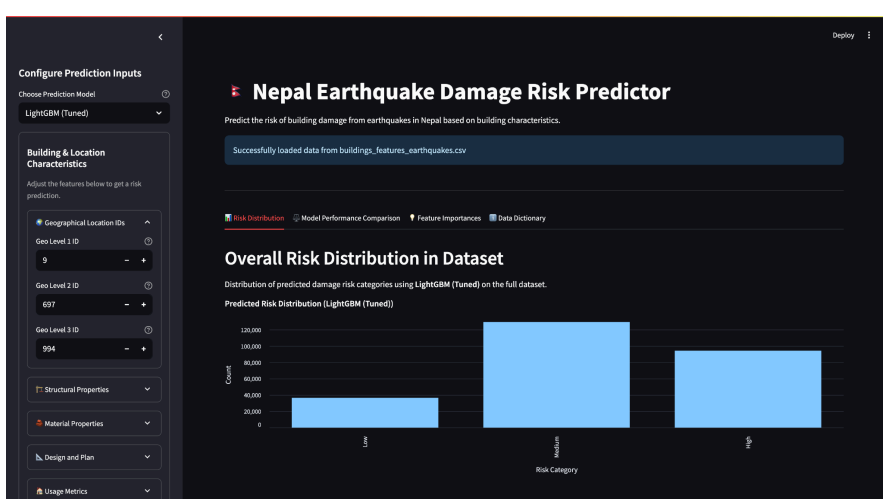 Configure Prediction Inputs
Choose Prediction Model
LightGBM (Tuned)
Building & Location
Characteristics
Adjust the features below to get a risk
prediction.
Geographical Location IDs
Geo Level 1 ID
9
Geo Level 2 ID
697
Geo Level 3 ID
994
Structural Properties
Material Properties
Design and Plan
Usage Metrics
Deploy
Nepal Earthquake Damage Risk Predictor
Predict the risk of building damage from earthquakes in Nepal based on building characteristics.
Successfully loaded data from buildings_features_earthquakes.csv
Risk Distribution Model Performance Comparison Feature Importances Data Dictionary
Overall Risk Distribution in Dataset
Distribution of predicted damage risk categories using LightGBM (Tuned) on the full dataset.
Predicted Risk Distribution (LightGBM (Tuned))
120,000
100,000
80,000
60,000
40,000
20,000
0
Count
Low
Medium
High
Risk Category